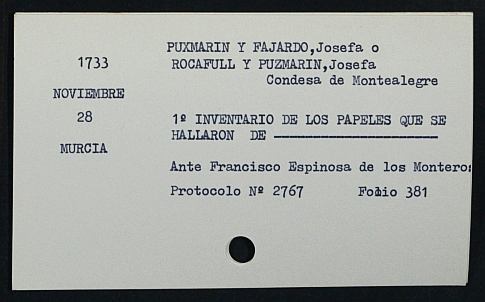 PUXMARIN Y FAJARDO,Josefa o
1733
ROCAFULL Y PUZMARIN,Josefa
Condesa de Montealegre
NOVIEMBRE
28
1º INVENTARIO DE LOS PAPELES QUE SE
HALLARON DE ----------------------
MURCIA
Ante Francisco Espinosa de los Monteros
Protocolo Nº 2767 Folio 381